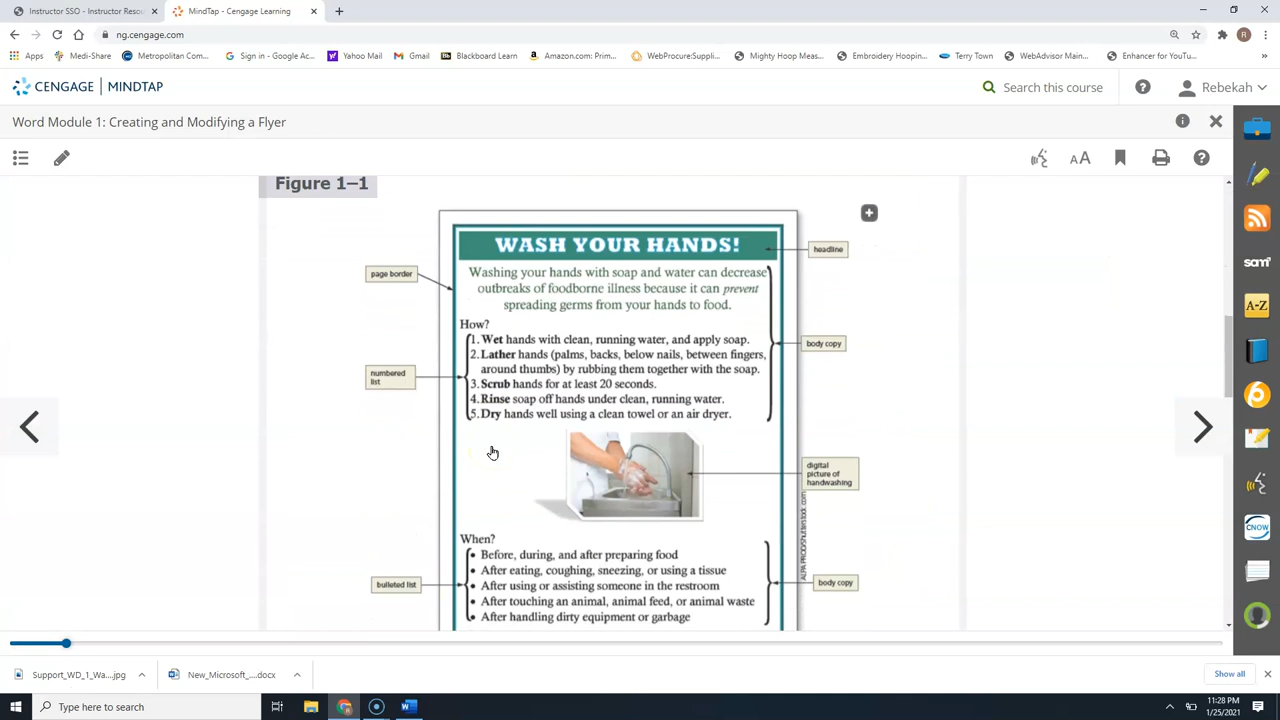 Instructor SSO - Instructor Resou
MindTap - Cengage Learning
ng.cengage.com
R
Apps
Medi-Share
Metropolitan Com...
Sign in - Google Ac...
Yahoo Mail
Gmail
Blackboard Learn
Amazon.com: Prim...
WebProcure:Suppli...
Mighty Hoop Meas...
Embroidery Hoopin...
Terry Town
WebAdvisor Main...
Enhancer for YouTu...
»
CENGAGE | MINDTAP
Search this course
Rebekah
Word Module 1: Creating and Modifying a Flyer
AA
Figure 1–1
WASH YOUR HANDS!
headline
Washing your hands with soap and water can decrease
outbreaks of foodborne illness because it can prevent
spreading germs from your hands to food.
page border
How?
1. Wet hands with clean, running water, and apply soap.
2. Lather hands (palms, backs, below nails, between fingers,
around thumbs) by rubbing them together with the soap.
3. Scrub hands for at least 20 seconds.
4. Rinse soap off hands under clean, running water.
5. Dry hands well using a clean towel or an air dryer.
body copy
numbered
list
digital
picture of
handwashing
ALPA PROD/Shutterstock.com
When?
• Before, during, and after preparing food
• After eating, coughing, sneezing, or using a tissue
• After using or assisting someone in the restroom
• After touching an animal, animal feed, or animal waste
• After handling dirty equipment or garbage
bulleted list
body copy
sam
A-Z
6
CNOW
Support_WD_1_Wa....jpg
New_Microsoft_....docx
Show all
Type here to search
11:28 PM
1/25/2021